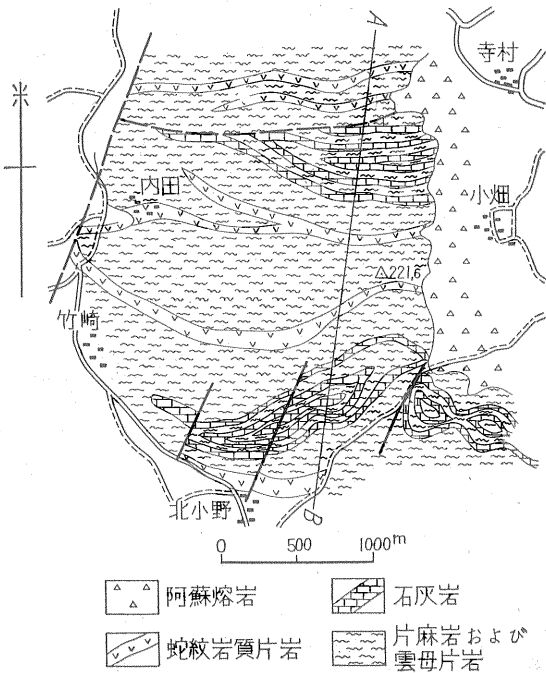 A
寺村
米
内田
小畑
△221,6
竹崎
北小野
B
0 500 1000m
阿蘇熔岩
石灰岩
蛇紋岩質片岩
片麻岩および
雲母片岩